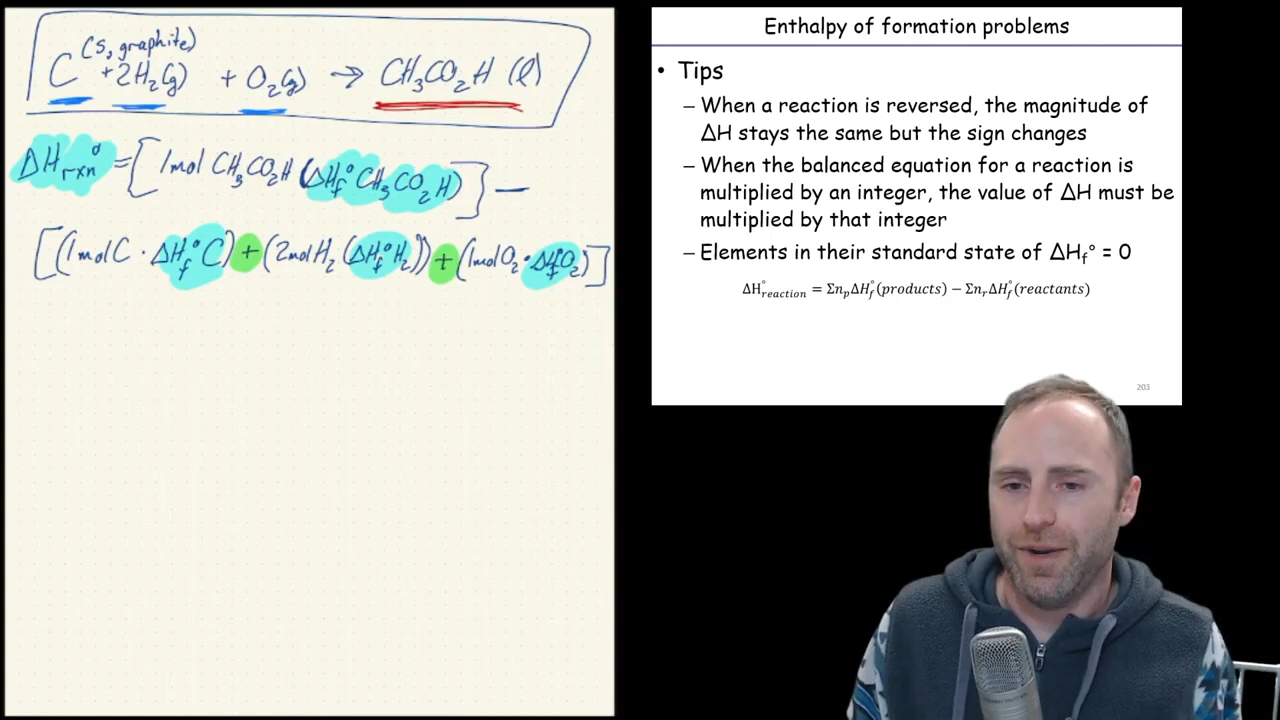 C (s, graphite) + 2H₂(g) + O₂(g) → CH₃CO₂H (l)
ΔH°rxn = [1mol CH₃CO₂H (ΔHf° CH₃CO₂H)] —
[(1mol C · ΔHf° C) + (2mol H₂ (ΔHf° H₂)) + (1mol O₂ · ΔHf° O₂)]
Enthalpy of formation problems
• Tips
– When a reaction is reversed, the magnitude of
ΔH stays the same but the sign changes
– When the balanced equation for a reaction is
multiplied by an integer, the value of ΔH must be
multiplied by that integer
– Elements in their standard state of ΔHf° = 0
ΔH°reaction = ΣnₚΔH°f(products) − ΣnᵣΔH°f(reactants)
203